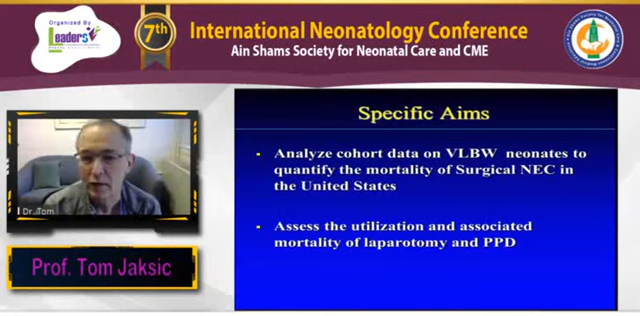 Organized By
Leaders
7th
International Neonatology Conference
Ain Shams Society for Neonatal Care and CME
Specific Aims
Analyze cohort data on VLBW neonates to
quantify the mortality of Surgical NEC in
the United States
Assess the utilization and associated
mortality of laparotomy and PPD
Dr. Tom
Prof. Tom Jaksic